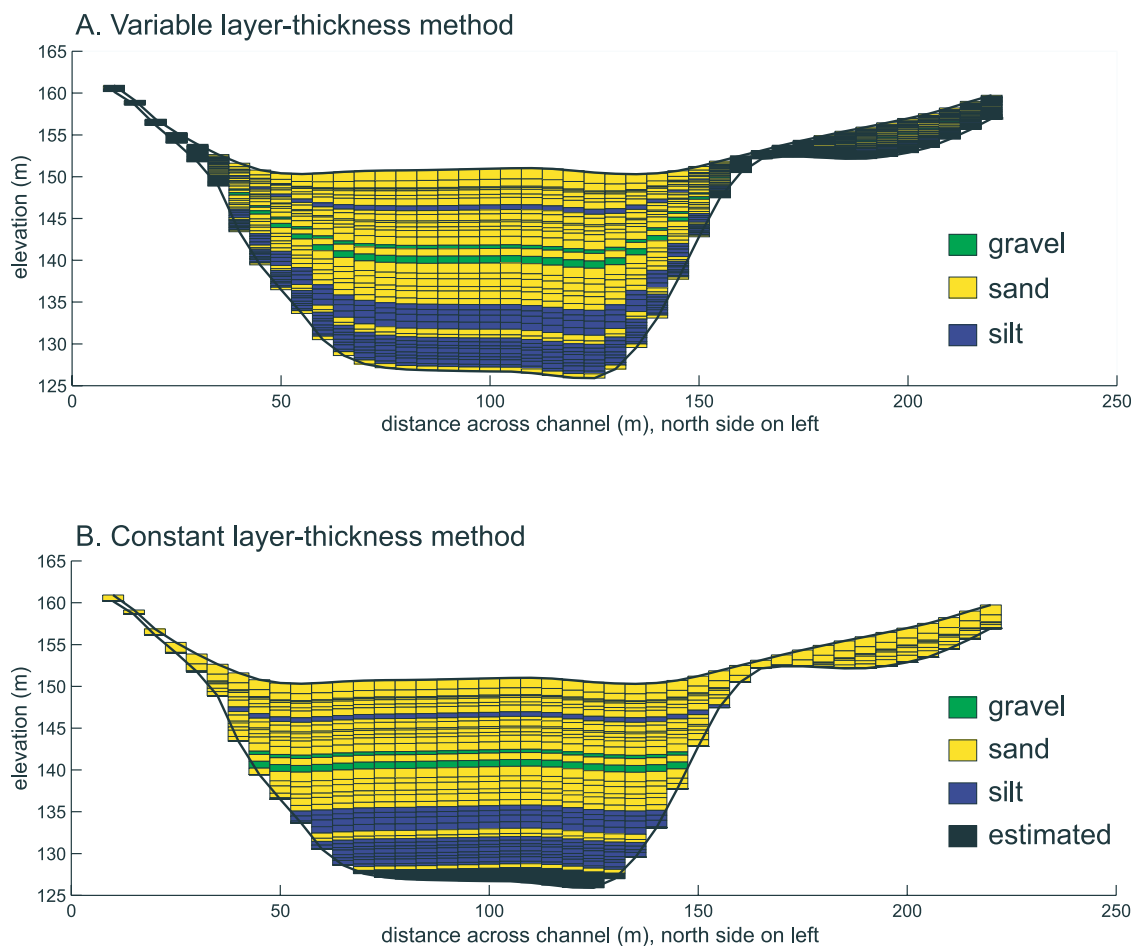 A. Variable layer-thickness method
165
160
155
150
145
140
135
130
125
elevation (m)
gravel
sand
silt
0
50
100
150
200
250
distance across channel (m), north side on left
B. Constant layer-thickness method
165
160
155
150
145
140
135
130
125
elevation (m)
gravel
sand
silt
estimated
0
50
100
150
200
250
distance across channel (m), north side on left